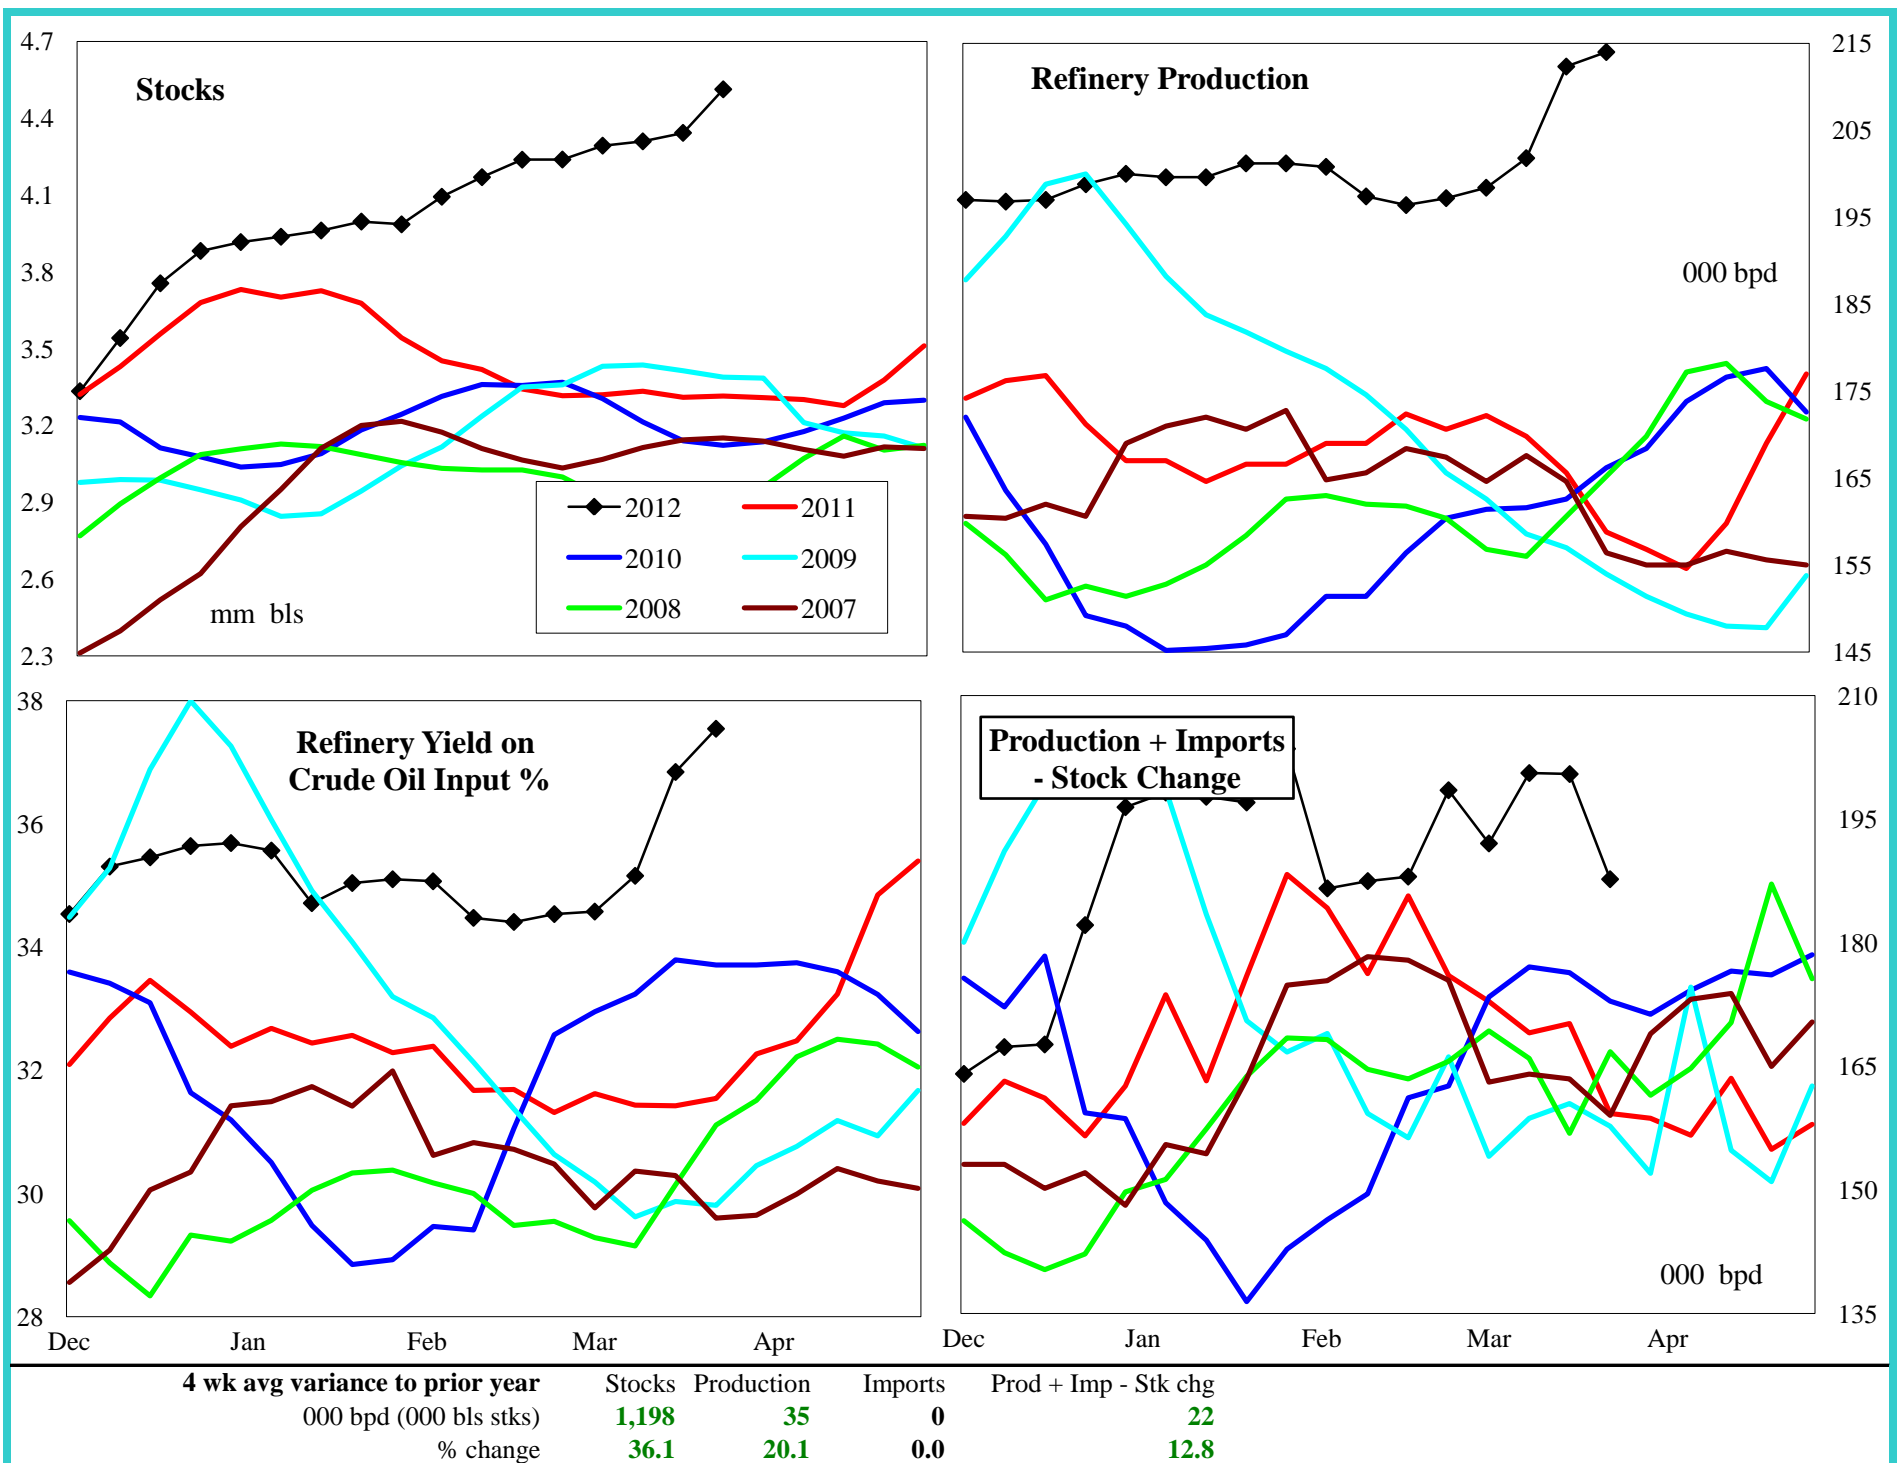 Stocks
4.7
4.4
4.1
3.8
3.5
3.2
2.9
2.6
2.3
mm bls
2012
2011
2010
2009
2008
2007
Refinery Production
000 bpd
215
205
195
185
175
165
155
145
Refinery Yield on
Crude Oil Input %
38
36
34
32
30
28
Dec Jan Feb Mar Apr
Production + Imports
- Stock Change
210
195
180
165
150
135
000 bpd
Dec Jan Feb Mar Apr
4 wk avg variance to prior year Stocks Production Imports Prod + Imp - Stk chg
000 bpd (000 bls stks) 1,198 35 0 22
% change 36.1 20.1 0.0 12.8